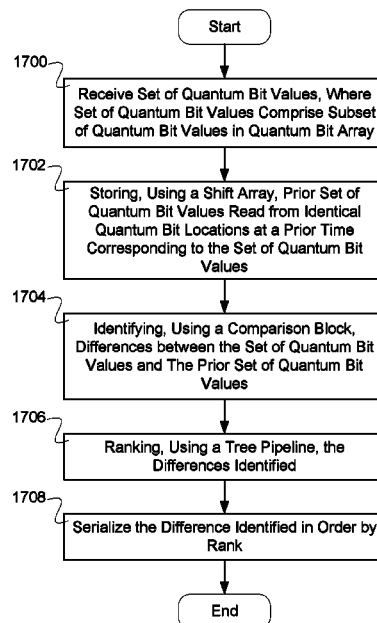 Start
1700
Receive Set of Quantum Bit Values, Where
Set of Quantum Bit Values Comprise Subset
of Quantum Bit Values in Quantum Bit Array
1702
Storing, Using a Shift Array, Prior Set of
Quantum Bit Values Read from Identical
Quantum Bit Locations at a Prior Time
Corresponding to the Set of Quantum Bit
Values
1704
Identifying, Using a Comparison Block,
Differences between the Set of Quantum Bit
Values and The Prior Set of Quantum Bit
Values
1706
Ranking, Using a Tree Pipeline, the
Differences Identified
1708
Serialize the Difference Identified in Order by
Rank
End